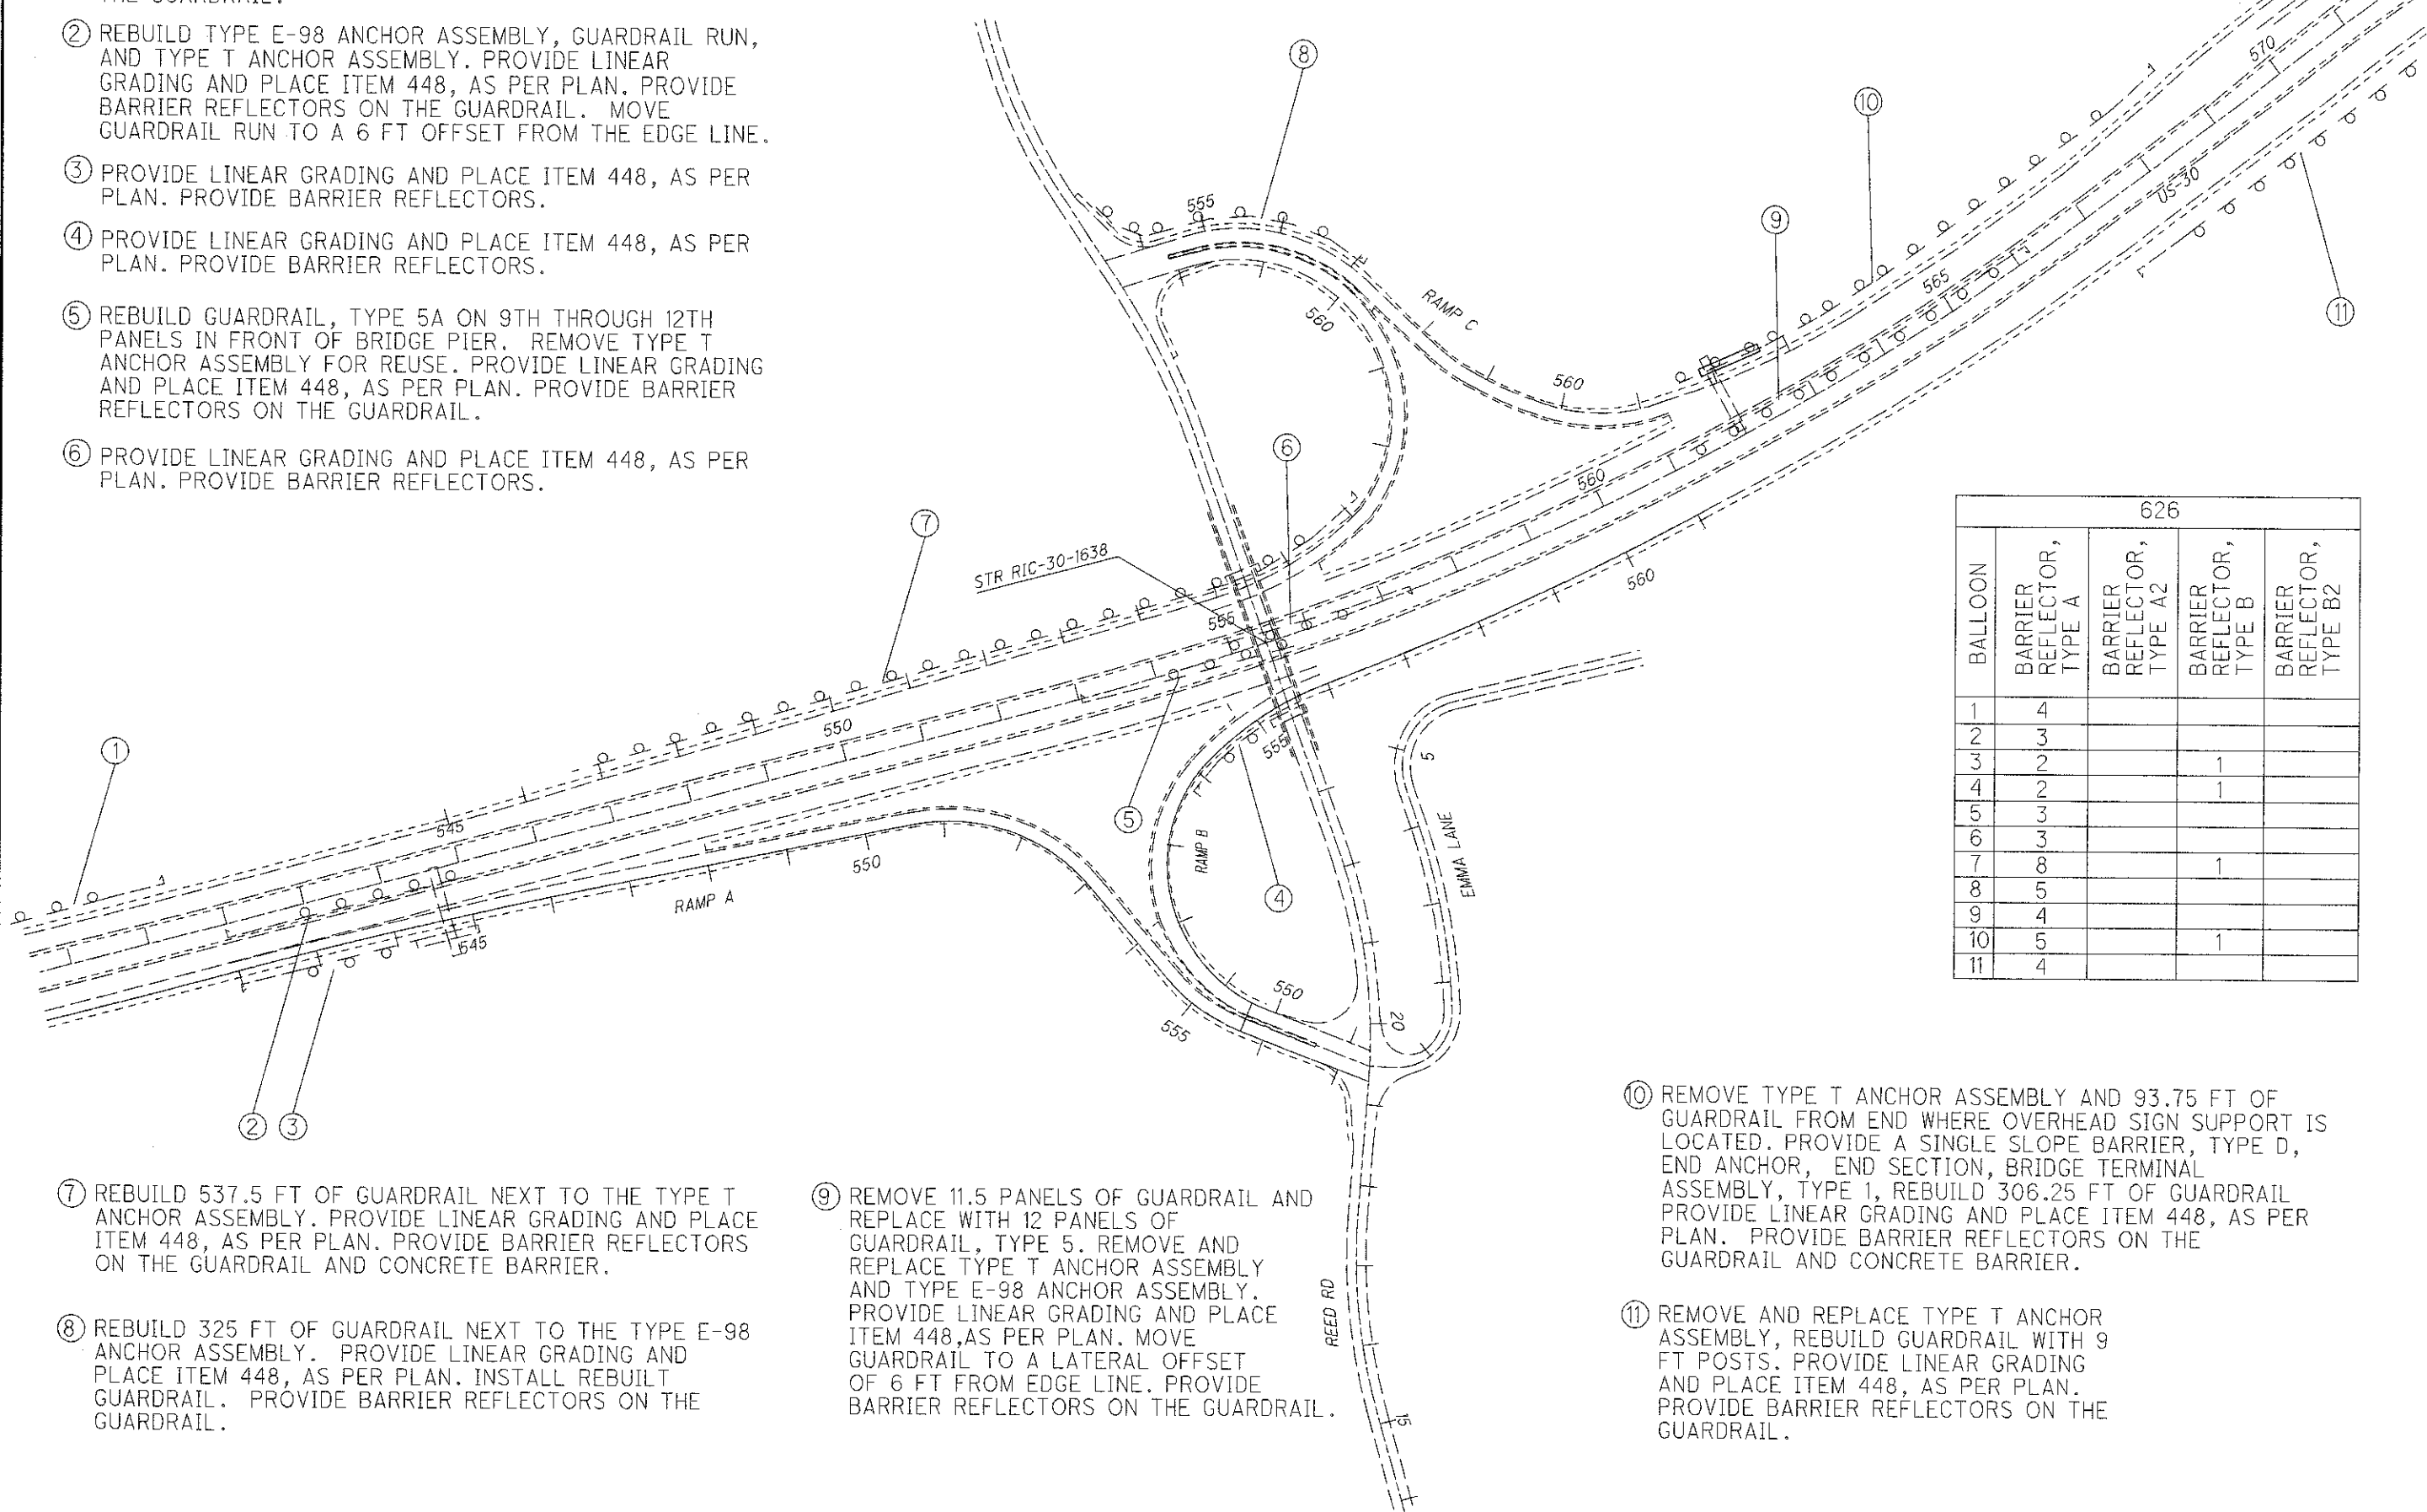 THE GUARDRAIL.
② REBUILD TYPE E-98 ANCHOR ASSEMBLY, GUARDRAIL RUN,
AND TYPE T ANCHOR ASSEMBLY. PROVIDE LINEAR
GRADING AND PLACE ITEM 448, AS PER PLAN. PROVIDE
BARRIER REFLECTORS ON THE GUARDRAIL. MOVE
GUARDRAIL RUN TO A 6 FT OFFSET FROM THE EDGE LINE.
③ PROVIDE LINEAR GRADING AND PLACE ITEM 448, AS PER
PLAN. PROVIDE BARRIER REFLECTORS.
④ PROVIDE LINEAR GRADING AND PLACE ITEM 448, AS PER
PLAN. PROVIDE BARRIER REFLECTORS.
⑤ REBUILD GUARDRAIL, TYPE 5A ON 9TH THROUGH 12TH
PANELS IN FRONT OF BRIDGE PIER. REMOVE TYPE T
ANCHOR ASSEMBLY FOR REUSE. PROVIDE LINEAR GRADING
AND PLACE ITEM 448, AS PER PLAN. PROVIDE BARRIER
REFLECTORS ON THE GUARDRAIL.
⑥ PROVIDE LINEAR GRADING AND PLACE ITEM 448, AS PER
PLAN. PROVIDE BARRIER REFLECTORS.
⑧
⑩
570
US-30
555
⑨
565
⑪
560
RAMP C
560
⑥
560
⑦
STR RIC-30-1638
555
560
550
555
5
①
545
⑤
RAMP B
EMMA LANE
550
④
RAMP A
545
550
20
555
② ③
626
BALLOON
BARRIER
REFLECTOR,
TYPE A
BARRIER
REFLECTOR,
TYPE A2
BARRIER
REFLECTOR,
TYPE B
BARRIER
REFLECTOR,
TYPE B2
1 4
2 3
3 2 1
4 2 1
5 3
6 3
7 8 1
8 5
9 4
10 5 1
11 4
⑦ REBUILD 537.5 FT OF GUARDRAIL NEXT TO THE TYPE T
ANCHOR ASSEMBLY. PROVIDE LINEAR GRADING AND PLACE
ITEM 448, AS PER PLAN. PROVIDE BARRIER REFLECTORS
ON THE GUARDRAIL AND CONCRETE BARRIER.
⑧ REBUILD 325 FT OF GUARDRAIL NEXT TO THE TYPE E-98
ANCHOR ASSEMBLY. PROVIDE LINEAR GRADING AND
PLACE ITEM 448, AS PER PLAN. INSTALL REBUILT
GUARDRAIL. PROVIDE BARRIER REFLECTORS ON THE
GUARDRAIL.
⑨ REMOVE 11.5 PANELS OF GUARDRAIL AND
REPLACE WITH 12 PANELS OF
GUARDRAIL, TYPE 5. REMOVE AND
REPLACE TYPE T ANCHOR ASSEMBLY
AND TYPE E-98 ANCHOR ASSEMBLY.
PROVIDE LINEAR GRADING AND PLACE
ITEM 448,AS PER PLAN. MOVE
GUARDRAIL TO A LATERAL OFFSET
OF 6 FT FROM EDGE LINE. PROVIDE
BARRIER REFLECTORS ON THE GUARDRAIL.
REED RD
15
⑩ REMOVE TYPE T ANCHOR ASSEMBLY AND 93.75 FT OF
GUARDRAIL FROM END WHERE OVERHEAD SIGN SUPPORT IS
LOCATED. PROVIDE A SINGLE SLOPE BARRIER, TYPE D,
END ANCHOR, END SECTION, BRIDGE TERMINAL
ASSEMBLY, TYPE 1, REBUILD 306.25 FT OF GUARDRAIL
PROVIDE LINEAR GRADING AND PLACE ITEM 448, AS PER
PLAN. PROVIDE BARRIER REFLECTORS ON THE
GUARDRAIL AND CONCRETE BARRIER.
⑪ REMOVE AND REPLACE TYPE T ANCHOR
ASSEMBLY, REBUILD GUARDRAIL WITH 9
FT POSTS. PROVIDE LINEAR GRADING
AND PLACE ITEM 448, AS PER PLAN.
PROVIDE BARRIER REFLECTORS ON THE
GUARDRAIL.